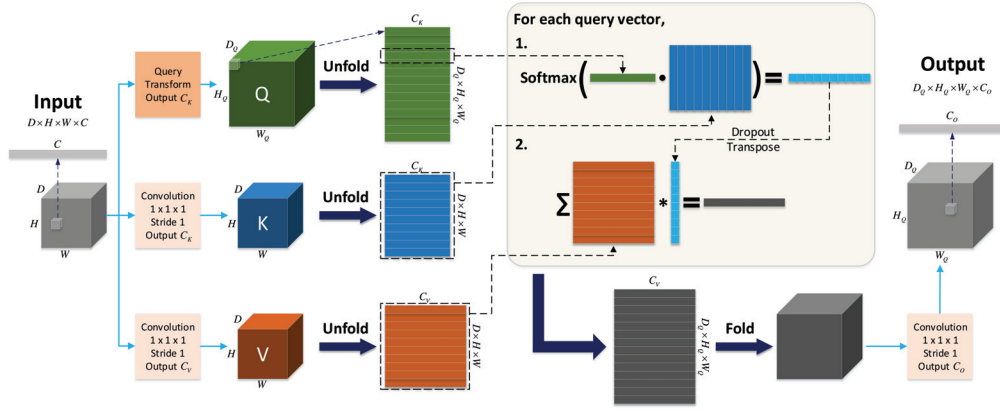 Input
D×H×W×C
C
D
H
W
Query
Transform
Output C_K
D_Q
H_Q
W_Q
Q
Unfold
C_K
D_Q×H_Q×W_Q
Convolution
1 x 1 x 1
Stride 1
Output C_K
D
H
W
K
Unfold
C_K
D×H×W
Convolution
1 x 1 x 1
Stride 1
Output C_V
D
H
W
V
Unfold
C_V
D×H×W
For each query vector,
1.
Softmax( • ) =
Dropout
Transpose
2.
Σ * =
C_V
D_Q×H_Q×W_Q
Fold
Convolution
1 x 1 x 1
Stride 1
Output C_O
Output
D_Q×H_Q×W_Q×C_O
C_O
D_Q
H_Q
W_Q